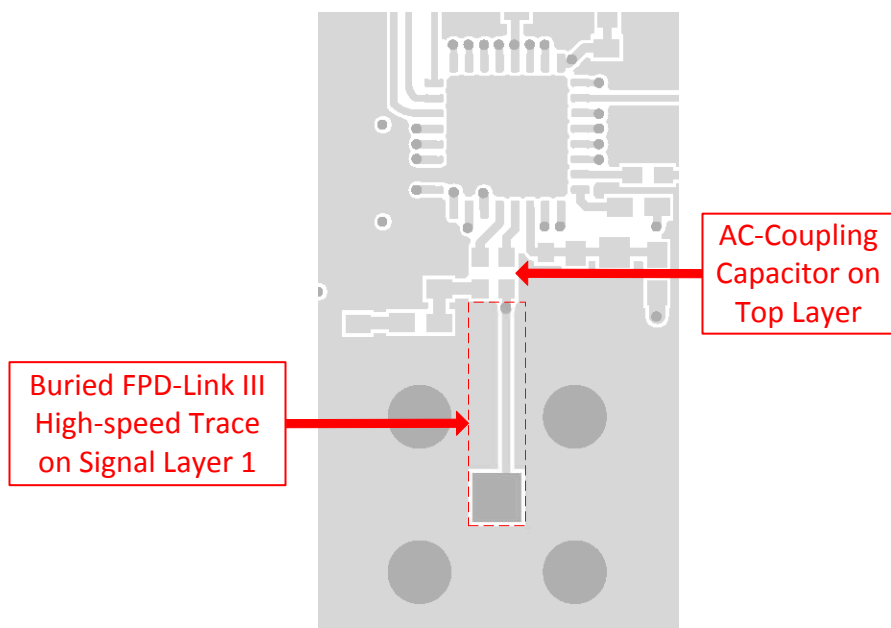 AC-Coupling
Capacitor on
Top Layer
Buried FPD-Link III
High-speed Trace
on Signal Layer 1